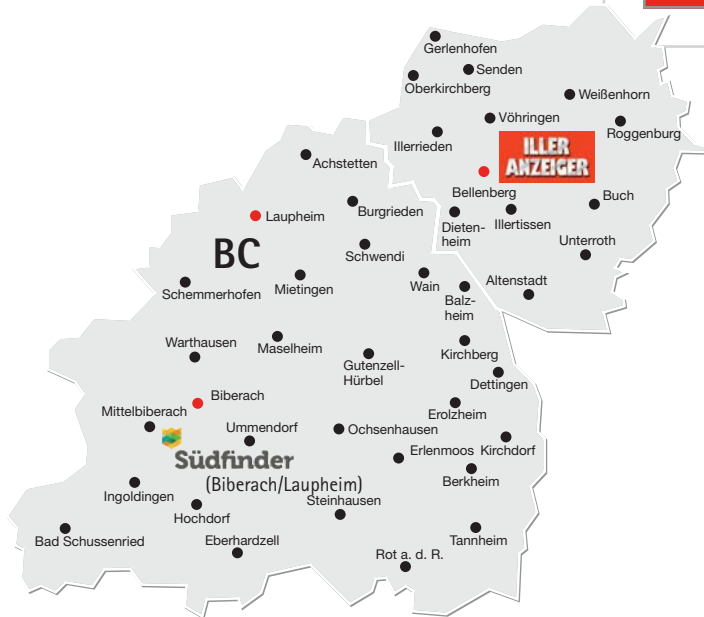 Gerlenhofen
Senden
Oberkirchberg
Weißenhorn
Vöhringen
Roggenburg
Illerrieden
ILLER
ANZEIGER
Achstetten
Bellenberg
Buch
Laupheim
Burgrieden
Dieten-
heim
Illertissen
BC
Schwendi
Unterroth
Schemmerhofen
Mietingen
Wain
Balz-
heim
Altenstadt
Warthausen
Maselheim
Gutenzell-
Hürbel
Kirchberg
Dettingen
Biberach
Mittelbiberach
Ummendorf
Ochsenhausen
Erolzheim
Südfinder
(Biberach/Laupheim)
Erlenmoos
Kirchdorf
Berkheim
Ingoldingen
Hochdorf
Steinhausen
Bad Schussenried
Eberhardzell
Tannheim
Rot a. d. R.